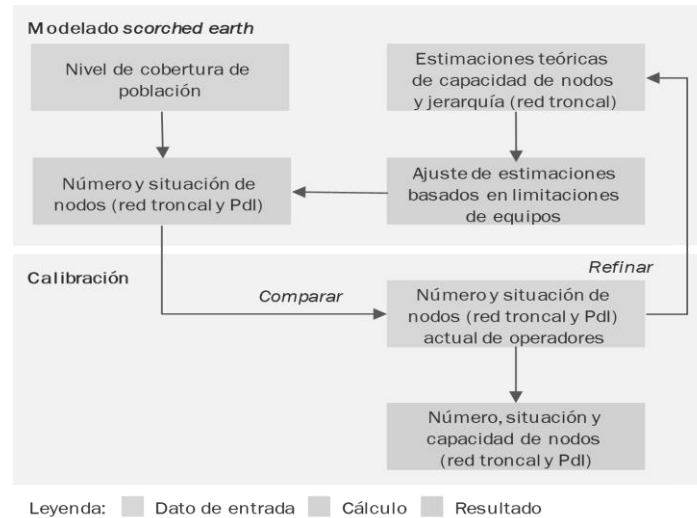 Modelado scorched earth
Nivel de cobertura de
población
Estimaciones teóricas
de capacidad de nodos
y jerarquía (red troncal)
Número y situación de
nodos (red troncal y PdI)
Ajuste de estimaciones
basados en limitaciones
de equipos
Calibración
Comparar
Refinar
Número y situación de
nodos (red troncal y PdI)
actual de operadores
Número, situación y
capacidad de nodos
(red troncal y PdI)
Leyenda: Dato de entrada Cálculo Resultado